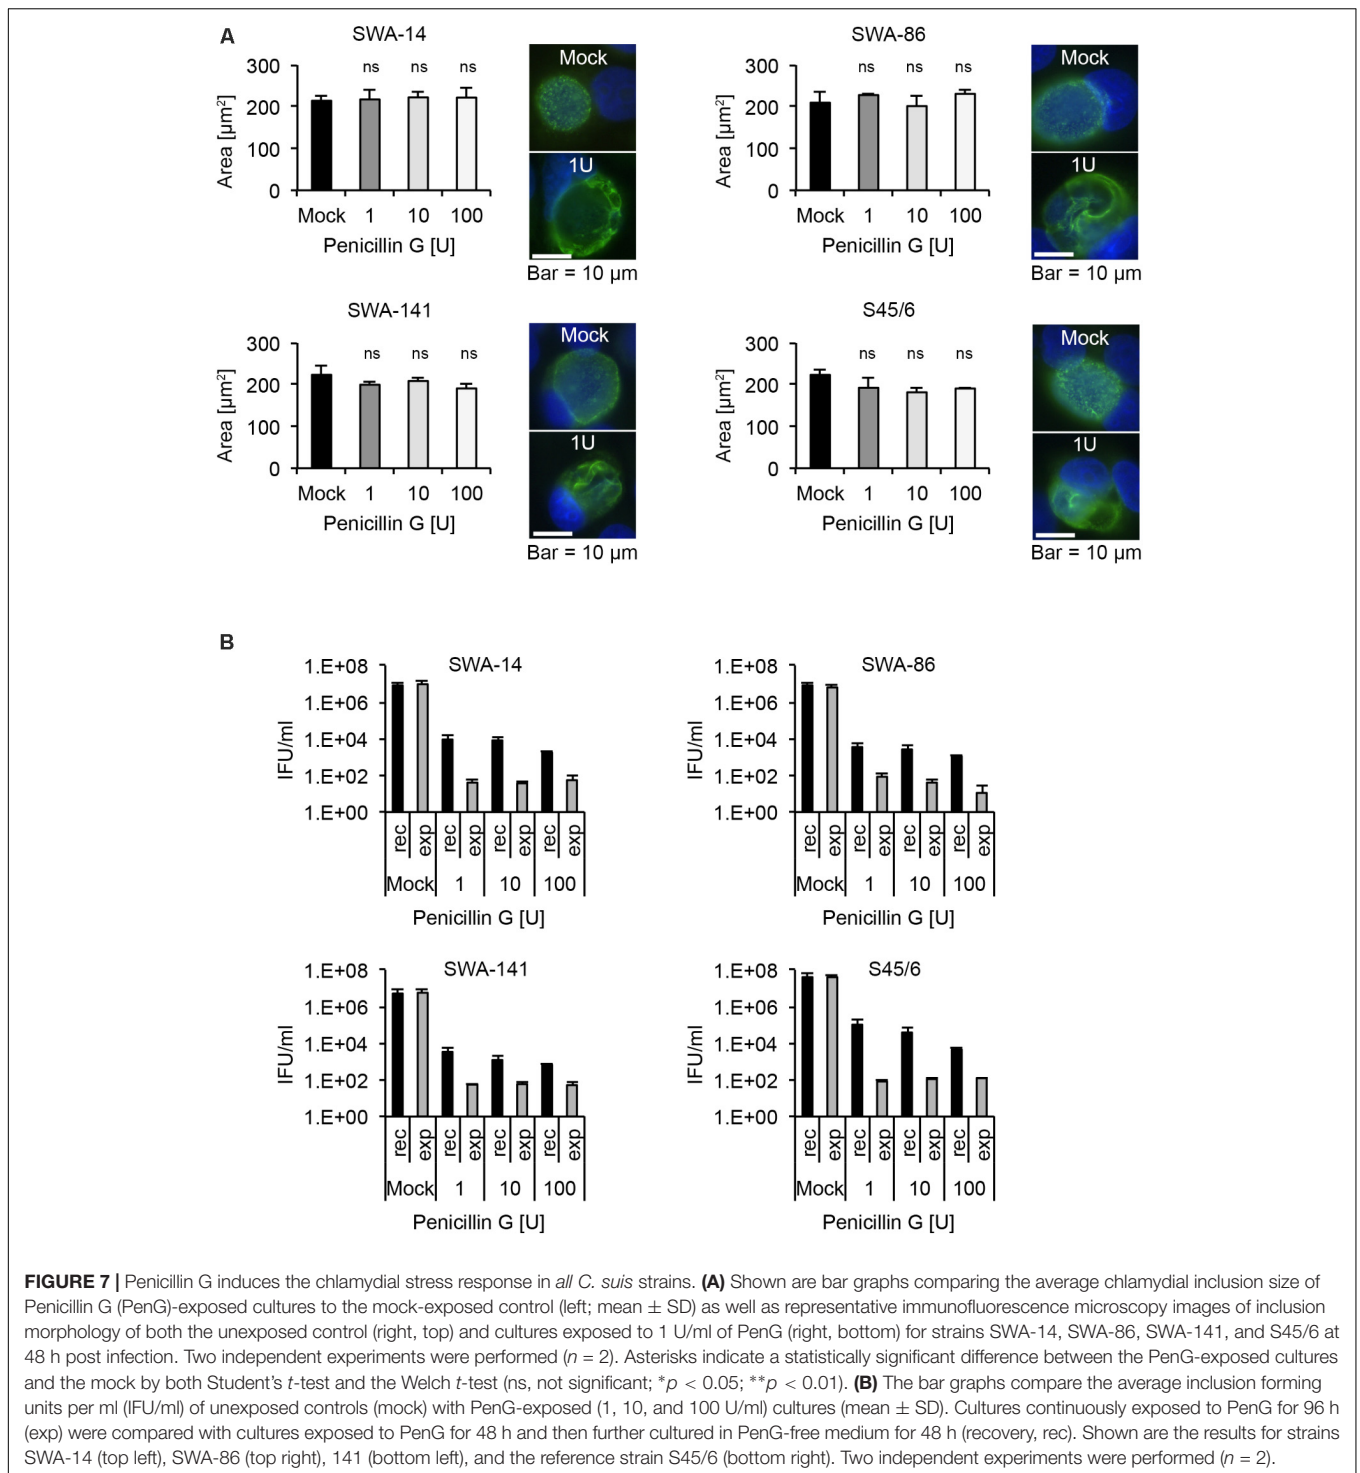 A
SWA-14
300
200
100
0
Area [µm²]
ns ns ns
Mock 1 10 100
Penicillin G [U]
Mock
1U
Bar = 10 µm
SWA-86
300
200
100
0
Area [µm²]
ns ns ns
Mock 1 10 100
Penicillin G [U]
Mock
1U
Bar = 10 µm
SWA-141
300
200
100
0
Area [µm²]
ns ns ns
Mock 1 10 100
Penicillin G [U]
Mock
1U
Bar = 10 µm
S45/6
300
200
100
0
Area [µm²]
ns ns ns
Mock 1 10 100
Penicillin G [U]
Mock
1U
Bar = 10 µm
B
SWA-14
1.E+08
1.E+06
1.E+04
1.E+02
1.E+00
IFU/ml
rec exp rec exp rec exp rec exp
Mock 1 10 100
Penicillin G [U]
SWA-86
1.E+08
1.E+06
1.E+04
1.E+02
1.E+00
IFU/ml
rec exp rec exp rec exp rec exp
Mock 1 10 100
Penicillin G [U]
SWA-141
1.E+08
1.E+06
1.E+04
1.E+02
1.E+00
IFU/ml
rec exp rec exp rec exp rec exp
Mock 1 10 100
Penicillin G [U]
S45/6
1.E+08
1.E+06
1.E+04
1.E+02
1.E+00
IFU/ml
rec exp rec exp rec exp rec exp
Mock 1 10 100
Penicillin G [U]
FIGURE 7 | Penicillin G induces the chlamydial stress response in all C. suis strains. (A) Shown are bar graphs comparing the average chlamydial inclusion size of
Penicillin G (PenG)-exposed cultures to the mock-exposed control (left; mean ± SD) as well as representative immunofluorescence microscopy images of inclusion
morphology of both the unexposed control (right, top) and cultures exposed to 1 U/ml of PenG (right, bottom) for strains SWA-14, SWA-86, SWA-141, and S45/6 at
48 h post infection. Two independent experiments were performed (n = 2). Asterisks indicate a statistically significant difference between the PenG-exposed cultures
and the mock by both Student's t-test and the Welch t-test (ns, not significant; *p < 0.05; **p < 0.01). (B) The bar graphs compare the average inclusion forming
units per ml (IFU/ml) of unexposed controls (mock) with PenG-exposed (1, 10, and 100 U/ml) cultures (mean ± SD). Cultures continuously exposed to PenG for 96 h
(exp) were compared with cultures exposed to PenG for 48 h and then further cultured in PenG-free medium for 48 h (recovery, rec). Shown are the results for strains
SWA-14 (top left), SWA-86 (top right), 141 (bottom left), and the reference strain S45/6 (bottom right). Two independent experiments were performed (n = 2).